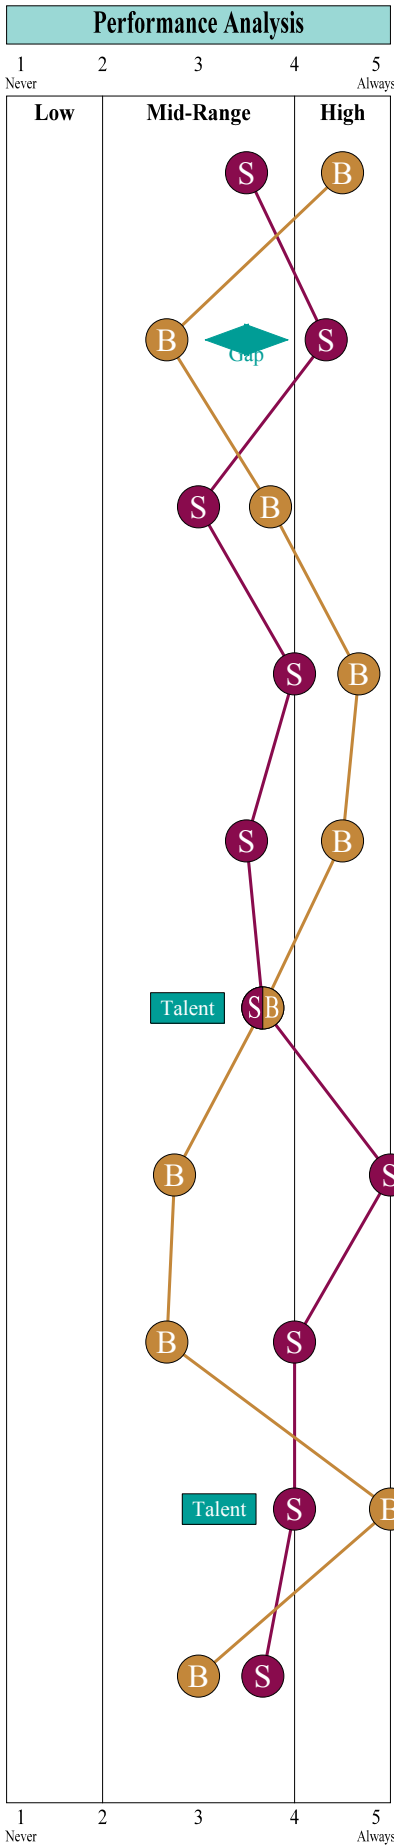 Performance Analysis
1 2 3 4 5
Never Always
Low Mid-Range High
S B
B Gap S
S B
S B
S B
Talent S B
B S
B S
Talent S B
B S
1 2 3 4 5
Never Always